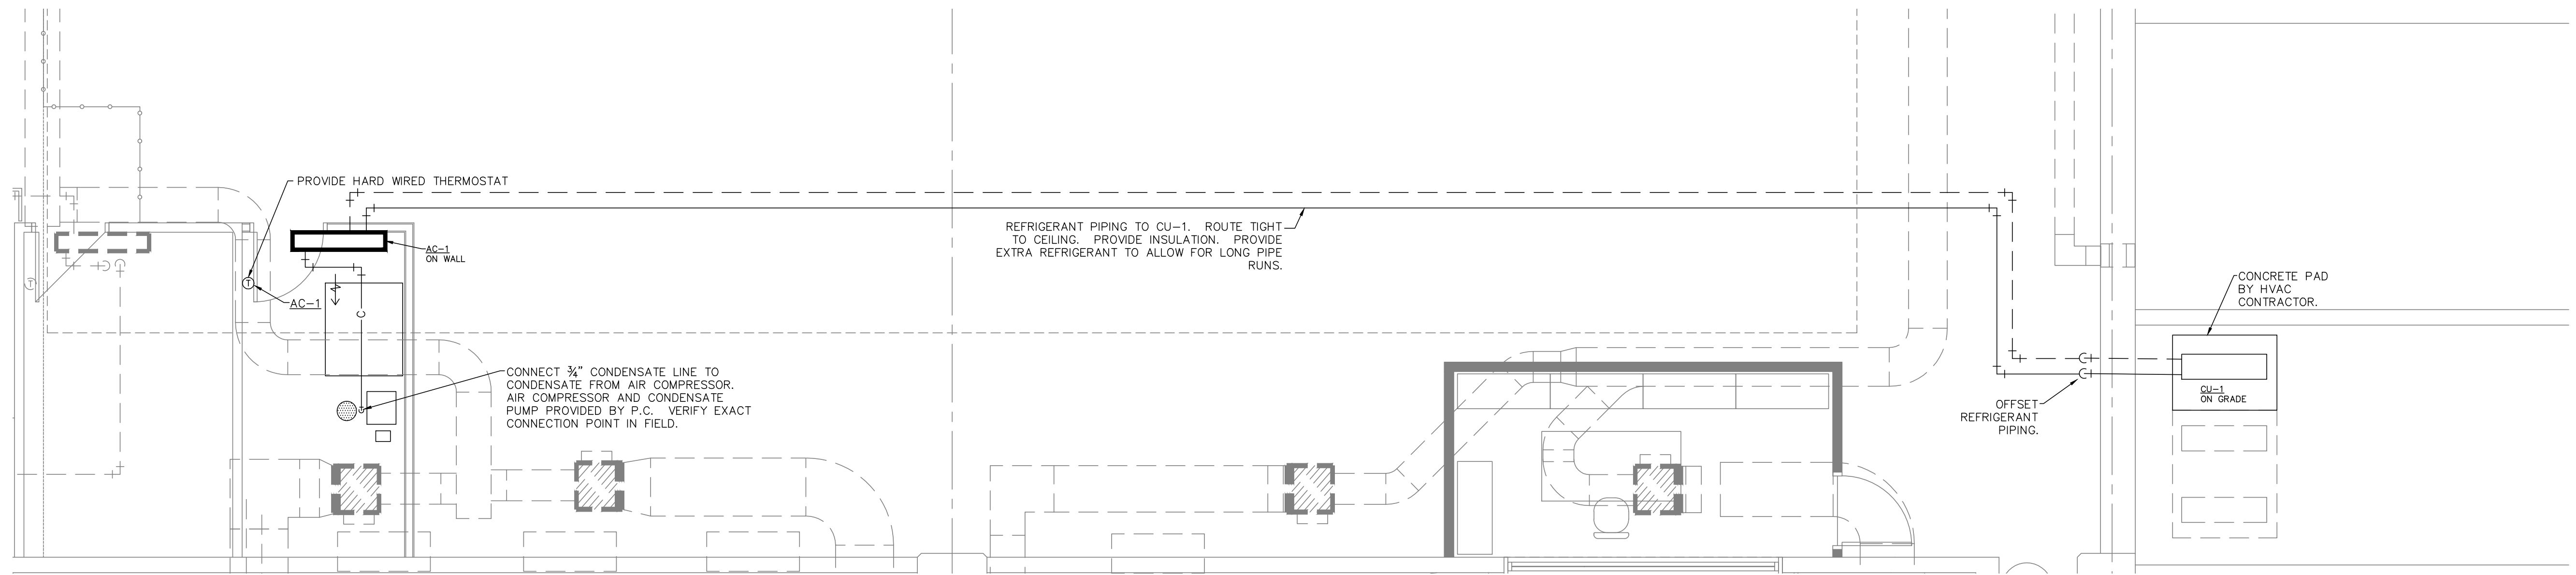 PROVIDE HARD WIRED THERMOSTAT
T
T
AC-1
AC-1
ON WALL
CONNECT ¾" CONDENSATE LINE TO
CONDENSATE FROM AIR COMPRESSOR.
AIR COMPRESSOR AND CONDENSATE
PUMP PROVIDED BY P.C. VERIFY EXACT
CONNECTION POINT IN FIELD.
REFRIGERANT PIPING TO CU-1. ROUTE TIGHT
TO CEILING. PROVIDE INSULATION. PROVIDE
EXTRA REFRIGERANT TO ALLOW FOR LONG PIPE
RUNS.
CONCRETE PAD
BY HVAC
CONTRACTOR.
CU-1
ON GRADE
OFFSET
REFRIGERANT
PIPING.